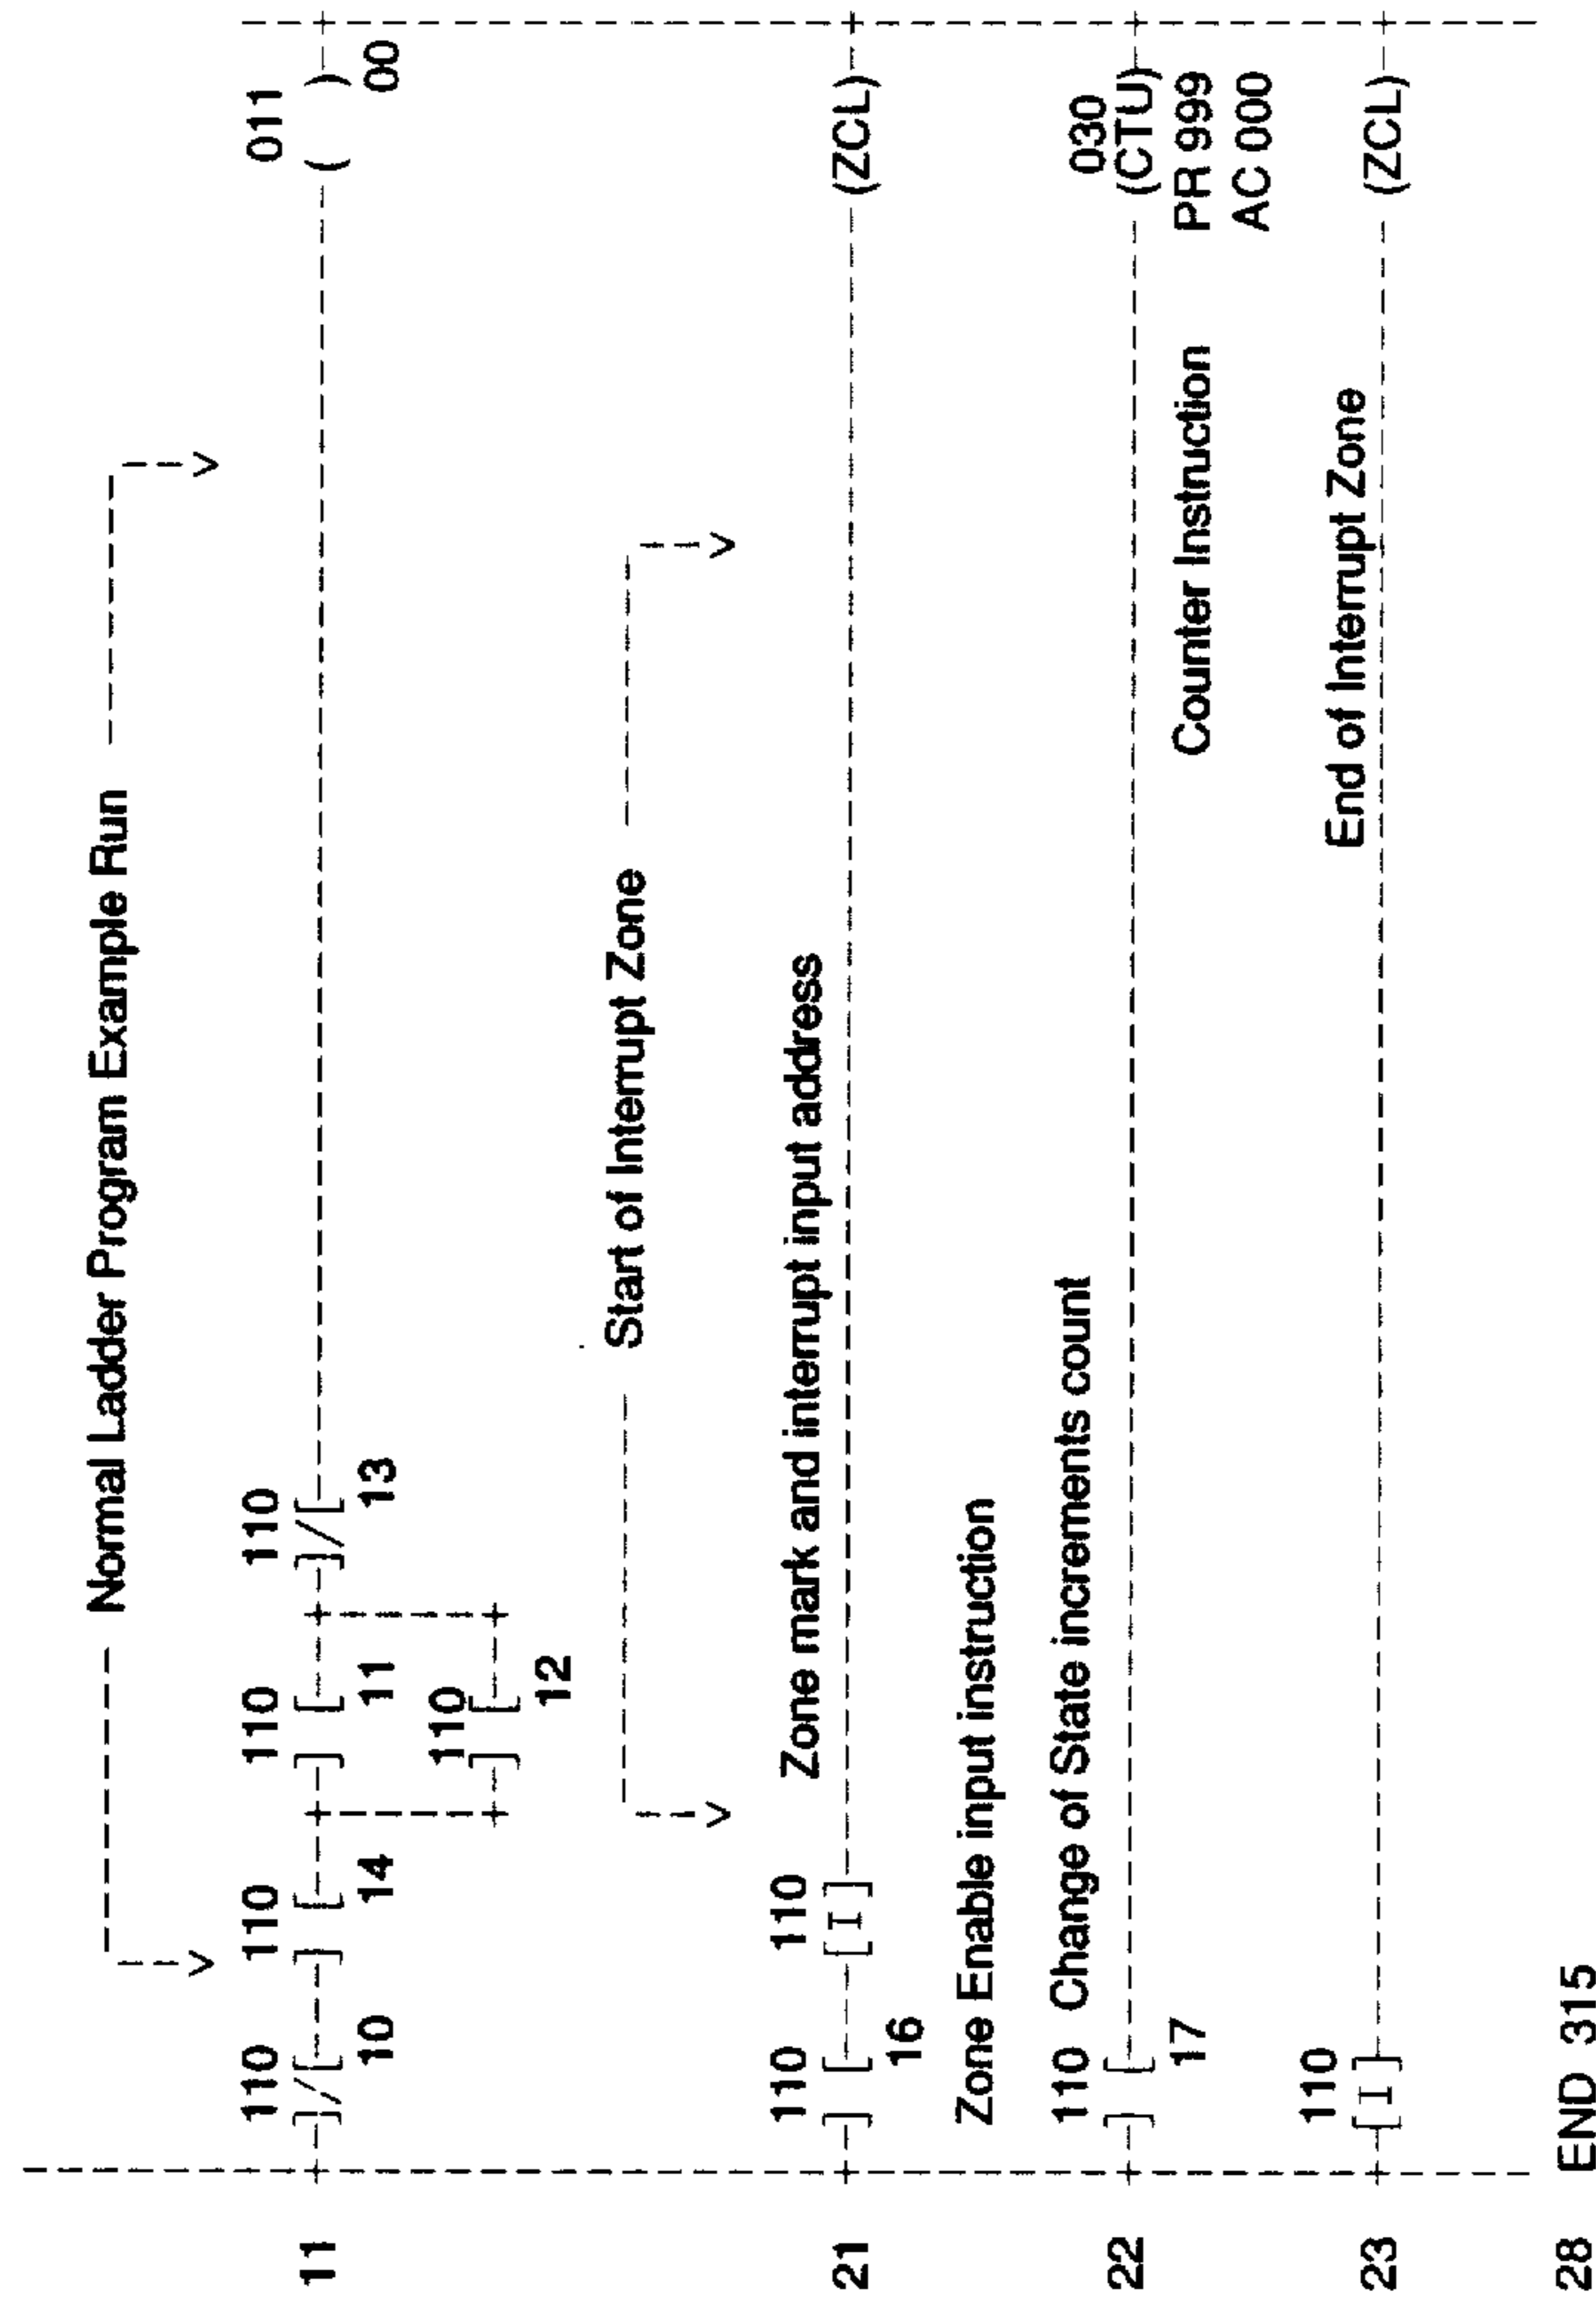 Normal Ladder Program Example Run
110 110 110 110 011
11 ]/[ ] [ ] [ ]/[ ( )
10 14 11 13 00
110
] [
12
Start of Interrupt Zone
Zone mark and interrupt input address
110 110
21 ] [ [I] (ZCL)
16
Zone Enable input instruction
110 Change of State increments count 030
22 ] [ (CTU)
17 Counter Instruction PR 999
AC 000
110 End of Interrupt Zone
23 [I] (ZCL)
28 END 315